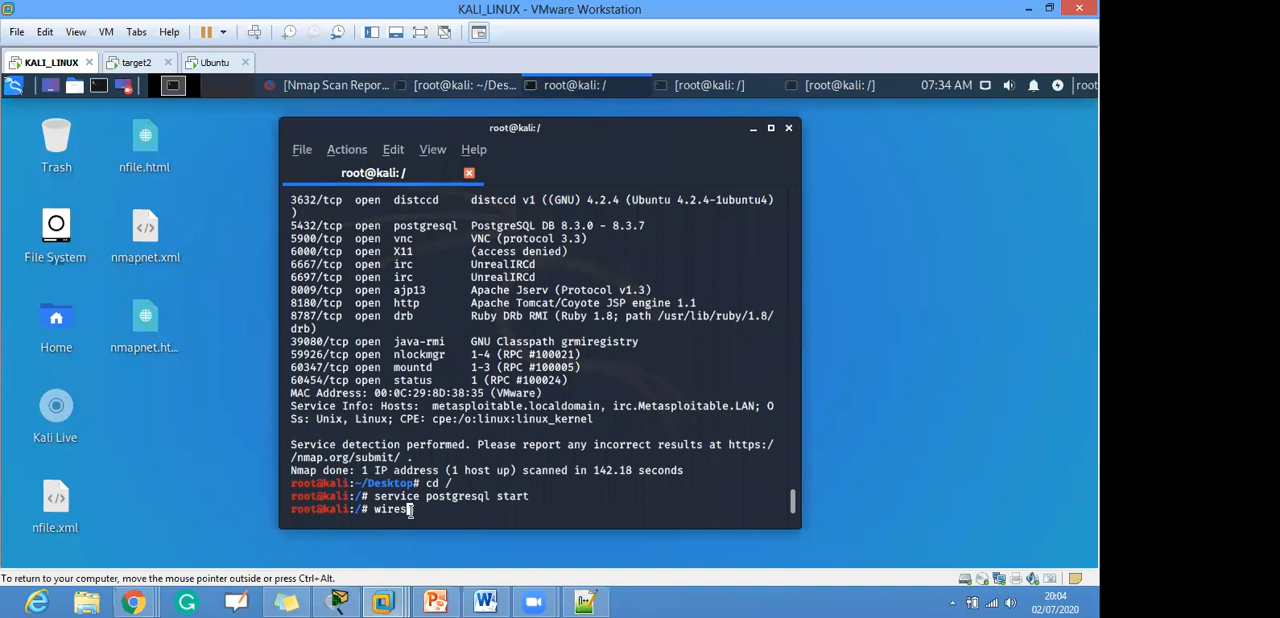 KALI_LINUX - VMware Workstation
File Edit View VM Tabs Help
KALI_LINUX target2 Ubuntu
[Nmap Scan Repor... [root@kali: ~/Des... root@kali: / [root@kali: /] [root@kali: /] 07:34 AM root
Trash
nfile.html
File System
nmapnet.xml
Home
nmapnet.ht...
Kali Live
nfile.xml
root@kali: /
File Actions Edit View Help
root@kali: /
3632/tcp open distccd distccd v1 ((GNU) 4.2.4 (Ubuntu 4.2.4-1ubuntu4)
)
5432/tcp open postgresql PostgreSQL DB 8.3.0 - 8.3.7
5900/tcp open vnc VNC (protocol 3.3)
6000/tcp open X11 (access denied)
6667/tcp open irc UnrealIRCd
6697/tcp open irc UnrealIRCd
8009/tcp open ajp13 Apache Jserv (Protocol v1.3)
8180/tcp open http Apache Tomcat/Coyote JSP engine 1.1
8787/tcp open drb Ruby DRb RMI (Ruby 1.8; path /usr/lib/ruby/1.8/
drb)
39080/tcp open java-rmi GNU Classpath grmiregistry
59926/tcp open nlockmgr 1-4 (RPC #100021)
60347/tcp open mountd 1-3 (RPC #100005)
60454/tcp open status 1 (RPC #100024)
MAC Address: 00:0C:29:8D:38:35 (VMware)
Service Info: Hosts: metasploitable.localdomain, irc.Metasploitable.LAN; O
Ss: Unix, Linux; CPE: cpe:/o:linux:linux_kernel
Service detection performed. Please report any incorrect results at https:/
/nmap.org/submit/ .
Nmap done: 1 IP address (1 host up) scanned in 142.18 seconds
root@kali:~/Desktop# cd /
root@kali:/# service postgresql start
root@kali:/# wires
To return to your computer, move the mouse pointer outside or press Ctrl+Alt.
20:04
02/07/2020